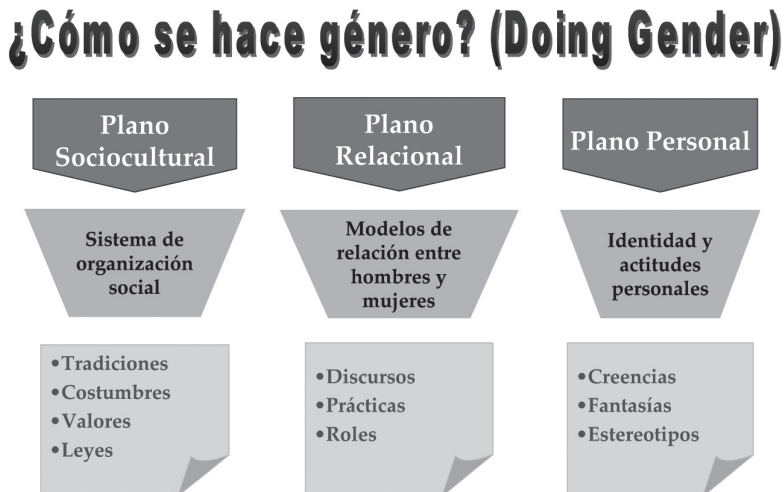 ¿Cómo se hace género? (Doing Gender)
Plano
Sociocultural
Sistema de
organización
social
•Tradiciones
•Costumbres
•Valores
•Leyes
Plano
Relacional
Modelos de
relación entre
hombres y
mujeres
•Discursos
•Prácticas
•Roles
Plano Personal
Identidad y
actitudes
personales
•Creencias
•Fantasías
•Estereotipos